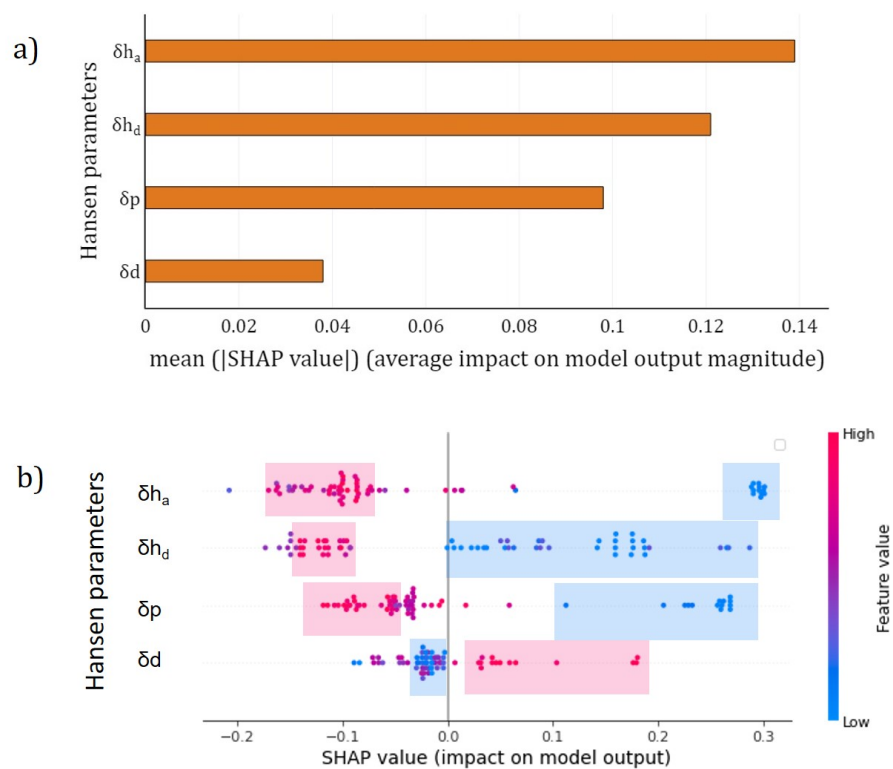 a)
Hansen parameters
δhₐ
δh_d
δp
δd
0 0.02 0.04 0.06 0.08 0.1 0.12 0.14
mean (|SHAP value|) (average impact on model output magnitude)
b)
Hansen parameters
δhₐ
δh_d
δp
δd
−0.2 −0.1 0.0 0.1 0.2 0.3
SHAP value (impact on model output)
High
Feature value
Low